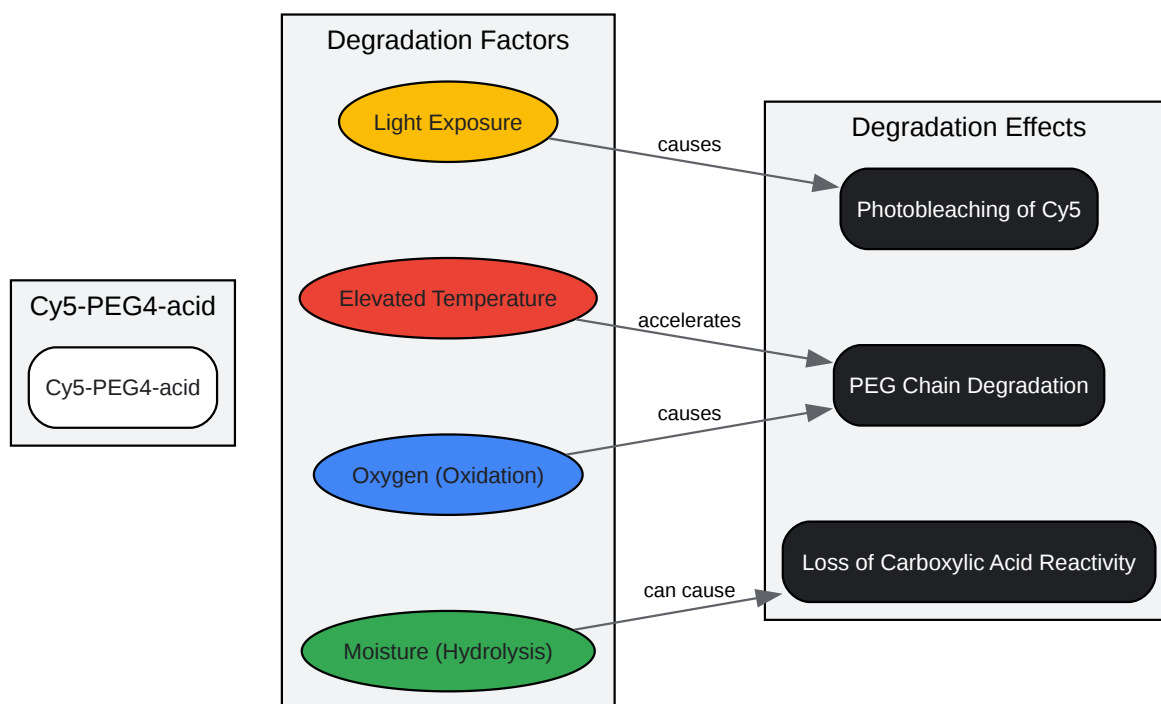 Cy5-PEG4-acid
Cy5-PEG4-acid
Degradation Factors
Light Exposure
Elevated Temperature
Oxygen (Oxidation)
Moisture (Hydrolysis)
causes
accelerates
causes
can cause
Degradation Effects
Photobleaching of Cy5
PEG Chain Degradation
Loss of Carboxylic Acid Reactivity